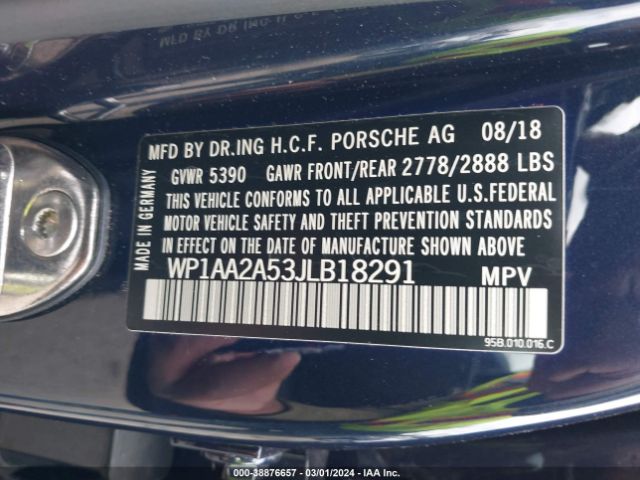 MFD BY DR.ING H.C.F. PORSCHE AG 08/18
GVWR 5390 GAWR FRONT/REAR 2778/2888 LBS
THIS VEHICLE CONFORMS TO ALL APPLICABLE U.S.FEDERAL
MOTOR VEHICLE SAFETY AND THEFT PREVENTION STANDARDS
IN EFFECT ON THE DATE OF MANUFACTURE SHOWN ABOVE
WP1AA2A53JLB18291 MPV
95B.010.016.C
MADE IN GERMANY
000-38876657 - 03/01/2024 - IAA Inc.